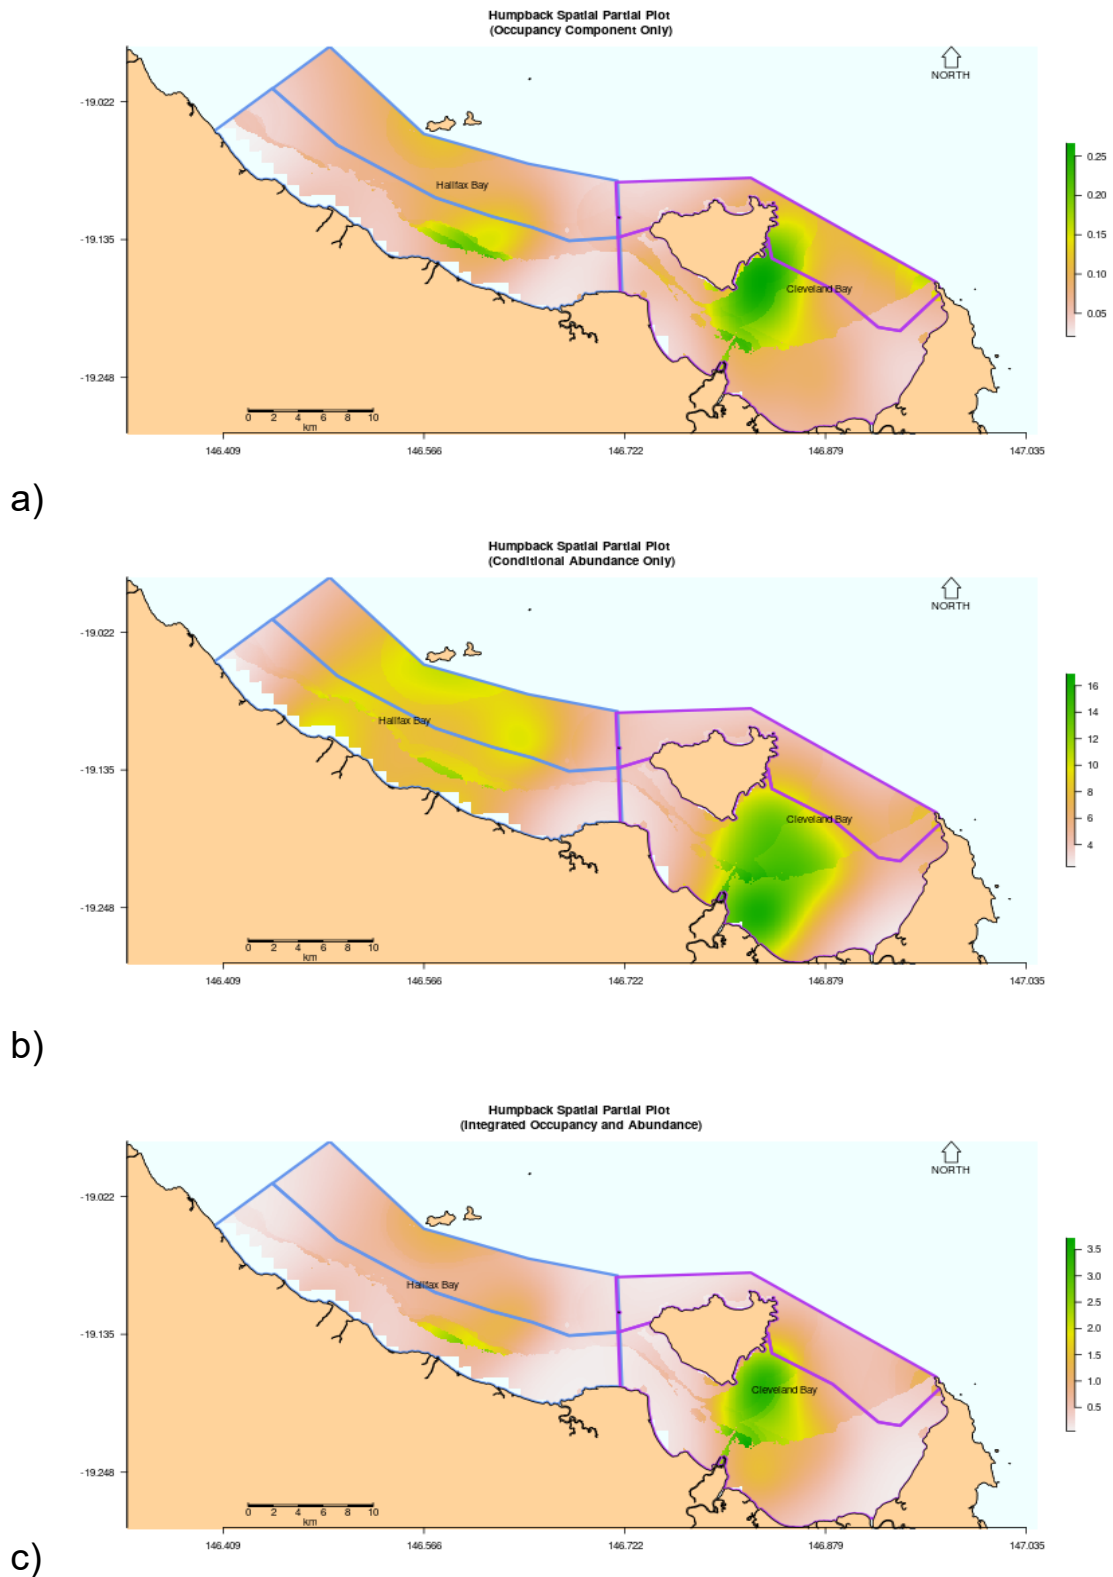 Humpback Spatial Partial Plot
(Occupancy Component Only)
NORTH
-19.022
-19.135
-19.248
Halifax Bay
Cleveland Bay
0.25
0.20
0.15
0.10
0.05
0 2 4 6 8 10
km
146.409 146.566 146.722 146.879 147.035
a)
Humpback Spatial Partial Plot
(Conditional Abundance Only)
NORTH
-19.022
-19.135
-19.248
Halifax Bay
Cleveland Bay
16
14
12
10
8
6
4
0 2 4 6 8 10
km
146.409 146.566 146.722 146.879 147.035
b)
Humpback Spatial Partial Plot
(Integrated Occupancy and Abundance)
NORTH
-19.022
-19.135
-19.248
Halifax Bay
Cleveland Bay
3.5
3.0
2.5
2.0
1.5
1.0
0.5
0 2 4 6 8 10
km
146.409 146.566 146.722 146.879 147.035
c)